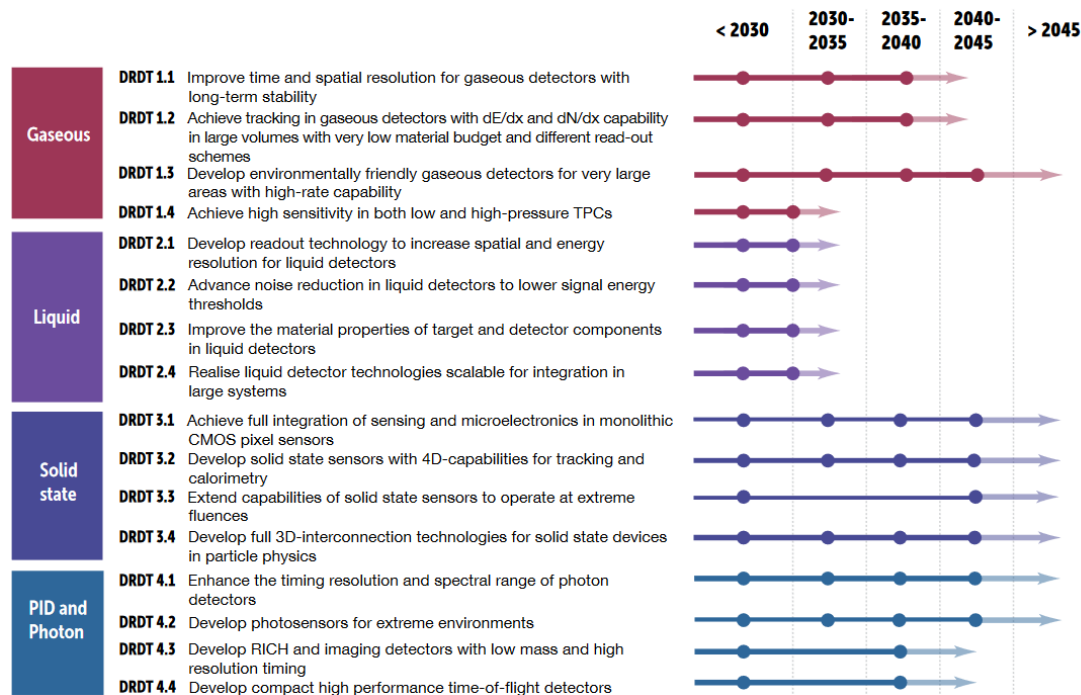 < 2030
2030-
2035
2035-
2040
2040-
2045
> 2045
Gaseous
DRDT 1.1 Improve time and spatial resolution for gaseous detectors with
long-term stability
DRDT 1.2 Achieve tracking in gaseous detectors with dE/dx and dN/dx capability
in large volumes with very low material budget and different read-out
schemes
DRDT 1.3 Develop environmentally friendly gaseous detectors for very large
areas with high-rate capability
DRDT 1.4 Achieve high sensitivity in both low and high-pressure TPCs
Liquid
DRDT 2.1 Develop readout technology to increase spatial and energy
resolution for liquid detectors
DRDT 2.2 Advance noise reduction in liquid detectors to lower signal energy
thresholds
DRDT 2.3 Improve the material properties of target and detector components
in liquid detectors
DRDT 2.4 Realise liquid detector technologies scalable for integration in
large systems
Solid
state
DRDT 3.1 Achieve full integration of sensing and microelectronics in monolithic
CMOS pixel sensors
DRDT 3.2 Develop solid state sensors with 4D-capabilities for tracking and
calorimetry
DRDT 3.3 Extend capabilities of solid state sensors to operate at extreme
fluences
DRDT 3.4 Develop full 3D-interconnection technologies for solid state devices
in particle physics
PID and
Photon
DRDT 4.1 Enhance the timing resolution and spectral range of photon
detectors
DRDT 4.2 Develop photosensors for extreme environments
DRDT 4.3 Develop RICH and imaging detectors with low mass and high
resolution timing
DRDT 4.4 Develop compact high performance time-of-flight detectors